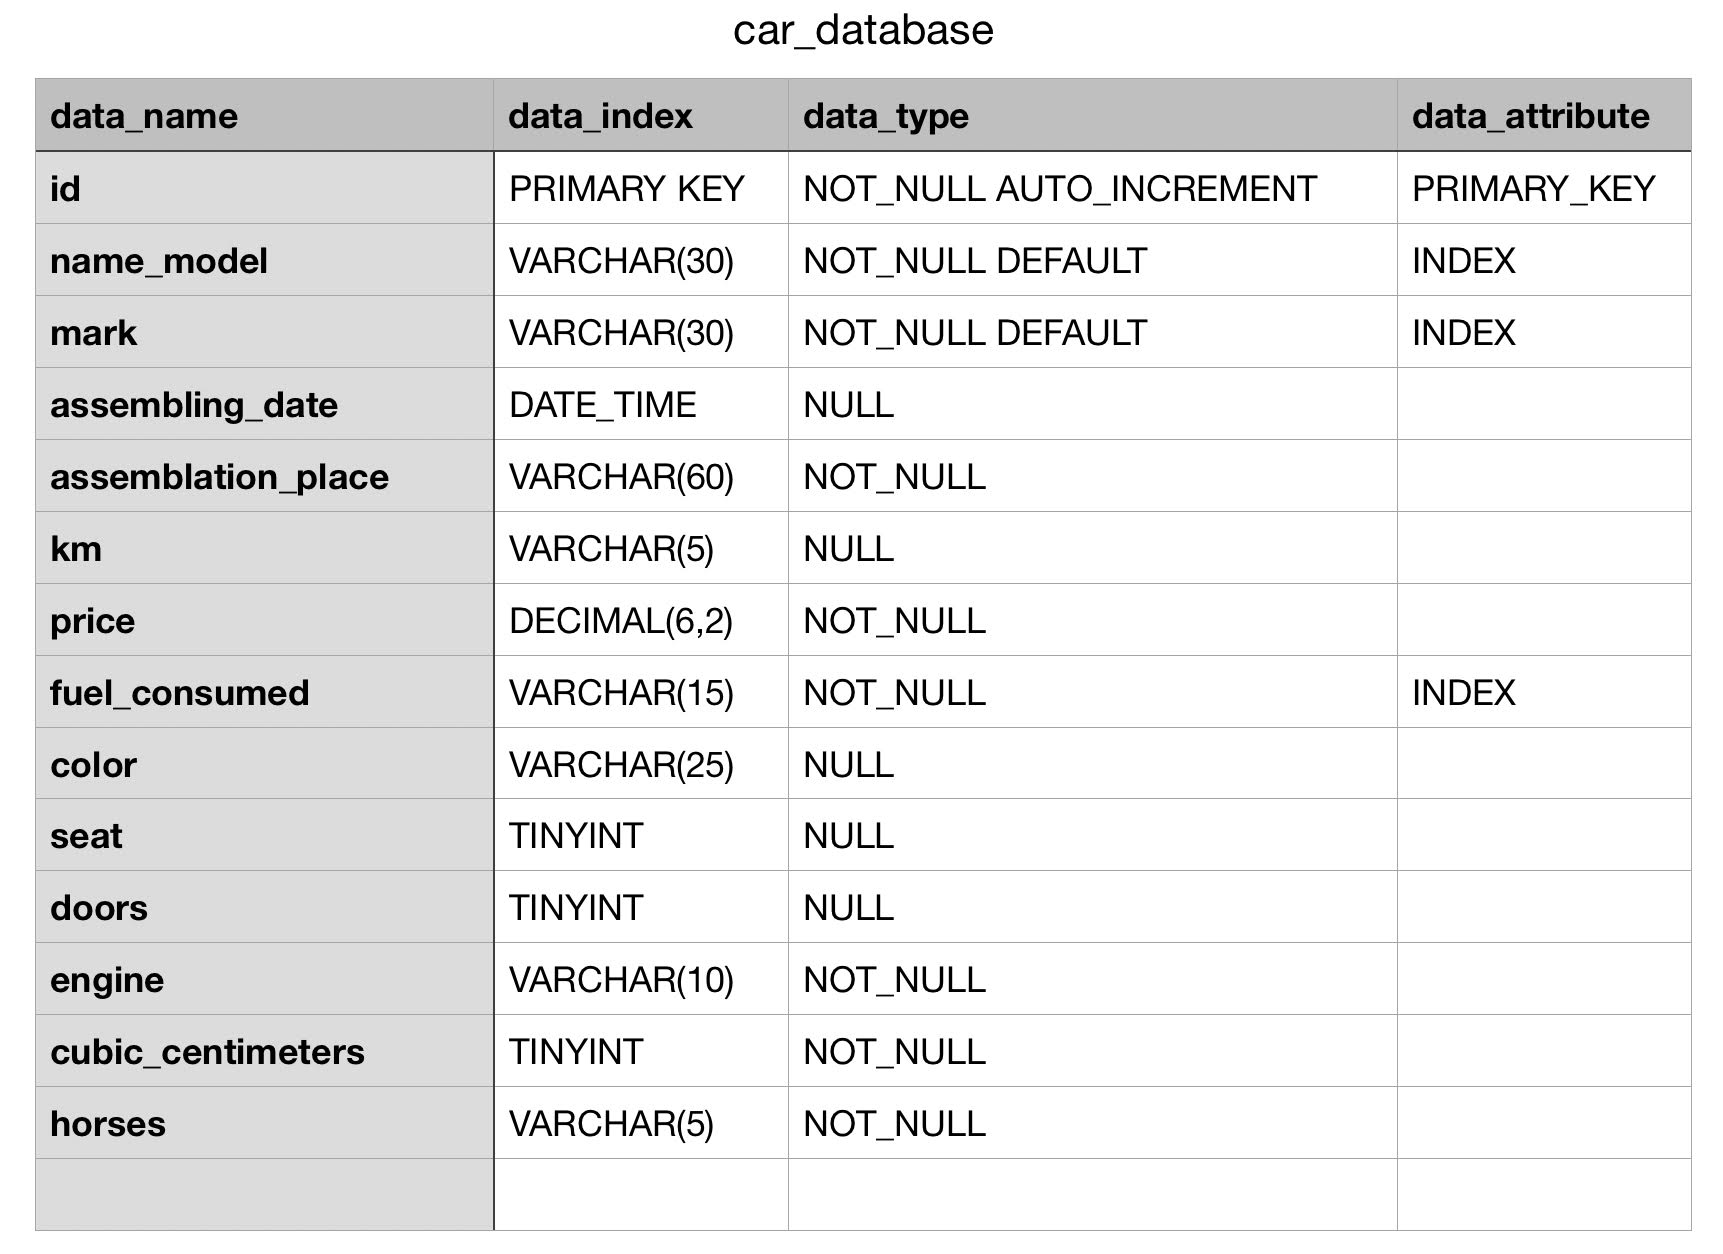 car_database
data_name data_index data_type data_attribute
id PRIMARY KEY NOT_NULL AUTO_INCREMENT PRIMARY_KEY
name_model VARCHAR(30) NOT_NULL DEFAULT INDEX
mark VARCHAR(30) NOT_NULL DEFAULT INDEX
assembling_date DATE_TIME NULL
assemblation_place VARCHAR(60) NOT_NULL
km VARCHAR(5) NULL
price DECIMAL(6,2) NOT_NULL
fuel_consumed VARCHAR(15) NOT_NULL INDEX
color VARCHAR(25) NULL
seat TINYINT NULL
doors TINYINT NULL
engine VARCHAR(10) NOT_NULL
cubic_centimeters TINYINT NOT_NULL
horses VARCHAR(5) NOT_NULL